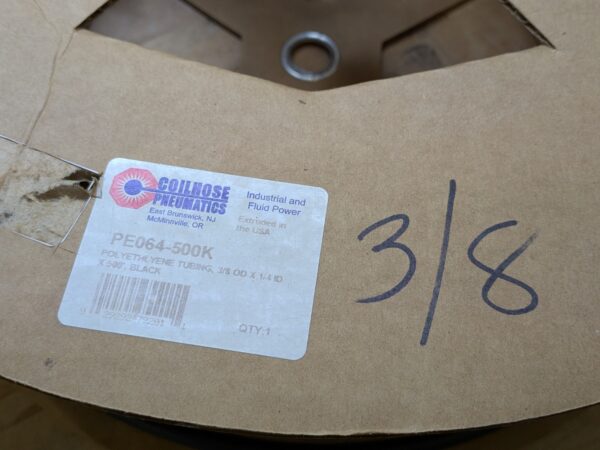 COILHOSE
PNEUMATICS
East Brunswick, NJ
McMinnville, OR
Industrial and
Fluid Power
Extruded in
the USA
PE064-500K
POLYETHLYENE TUBING, 3/8 OD X 1/4 ID
X 500', BLACK
QTY:1
3/8